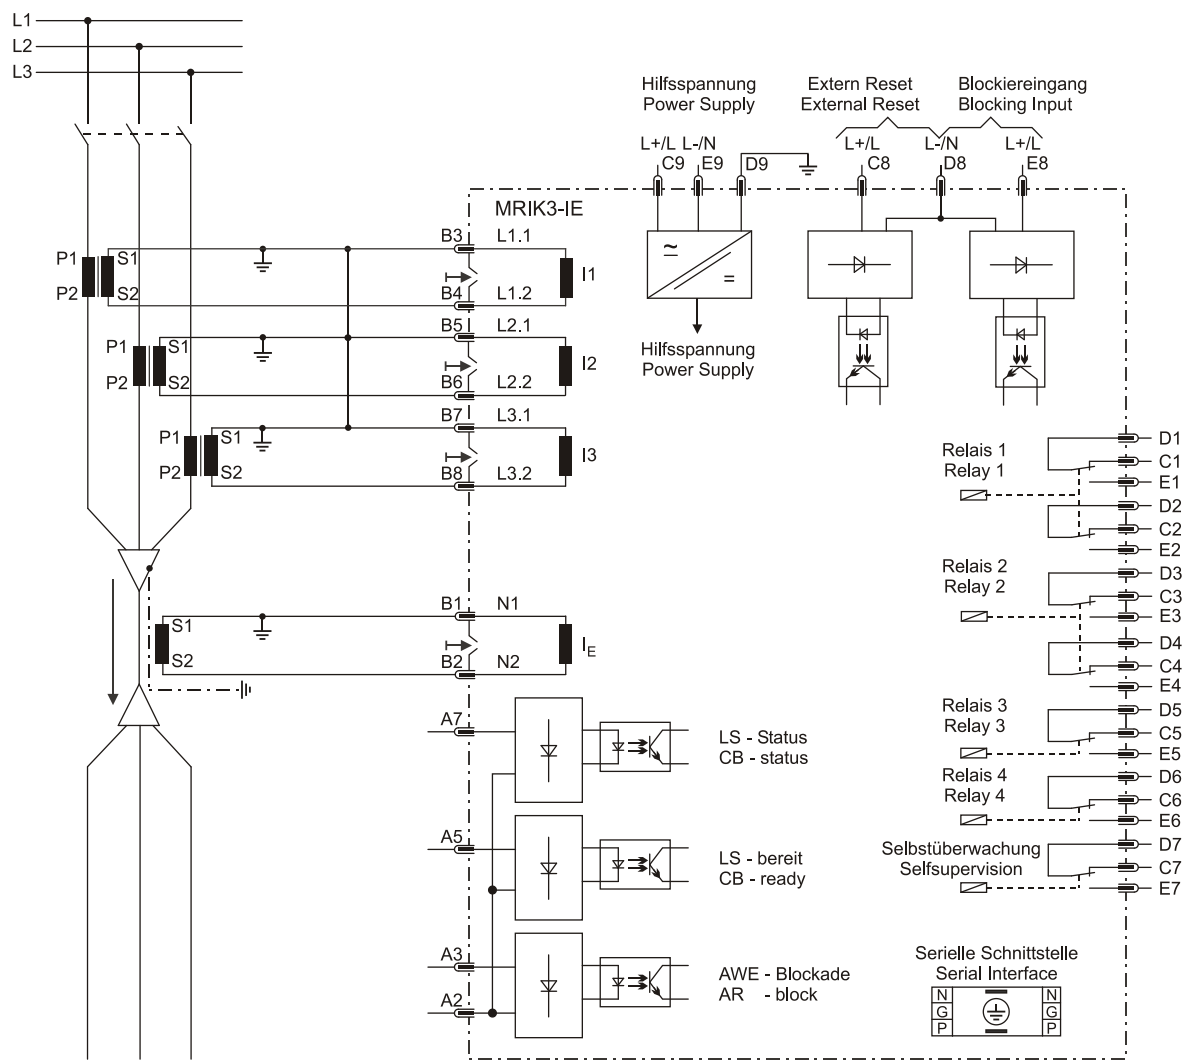 L1
L2
L3
Hilfsspannung
Power Supply
Extern Reset
External Reset
Blockiereingang
Blocking Input
L+/L L-/N
C9 E9 D9
L+/L L-/N L+/L
C8 D8 E8
MRIK3-IE
B3 L1.1
P1 S1
I1
P2 S2
B4 L1.2
≂
=
B5 L2.1
P1 S1
I2
P2 S2
B6 L2.2
Hilfsspannung
Power Supply
B7 L3.1
P1 S1
I3
P2 S2
B8 L3.2
Relais 1
Relay 1
D1
C1
E1
D2
C2
E2
Relais 2
Relay 2
D3
C3
E3
D4
C4
E4
B1 N1
S1
IE
S2
B2 N2
Relais 3
Relay 3
D5
C5
E5
Relais 4
Relay 4
D6
C6
E6
Selbstüberwachung
Selfsupervision
D7
C7
E7
A7
LS - Status
CB - status
A5
LS - bereit
CB - ready
A3
AWE - Blockade
AR - block
A2
Serielle Schnittstelle
Serial Interface
N N
G G
P P